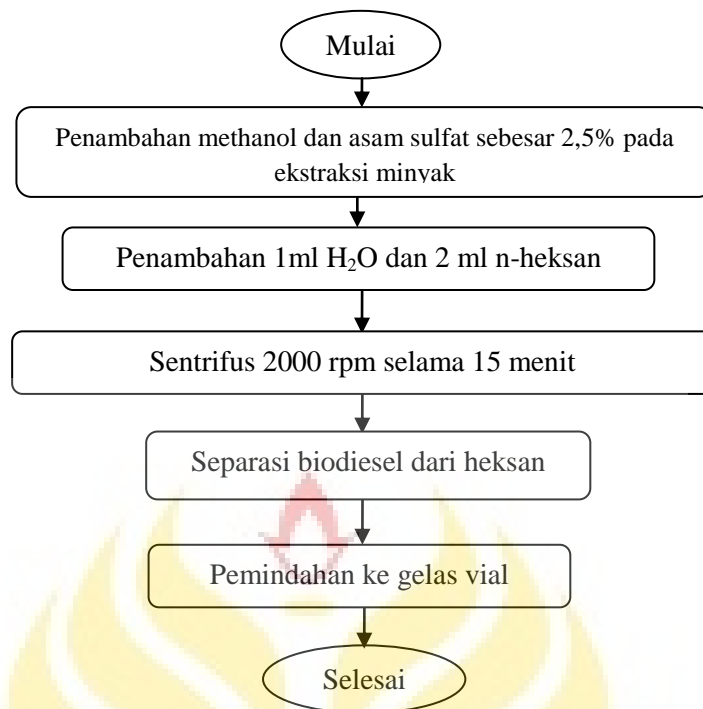 Mulai
Penambahan methanol dan asam sulfat sebesar 2,5% pada
ekstraksi minyak
Penambahan 1ml H₂O dan 2 ml n-heksan
Sentrifus 2000 rpm selama 15 menit
Separasi biodiesel dari heksan
Pemindahan ke gelas vial
Selesai